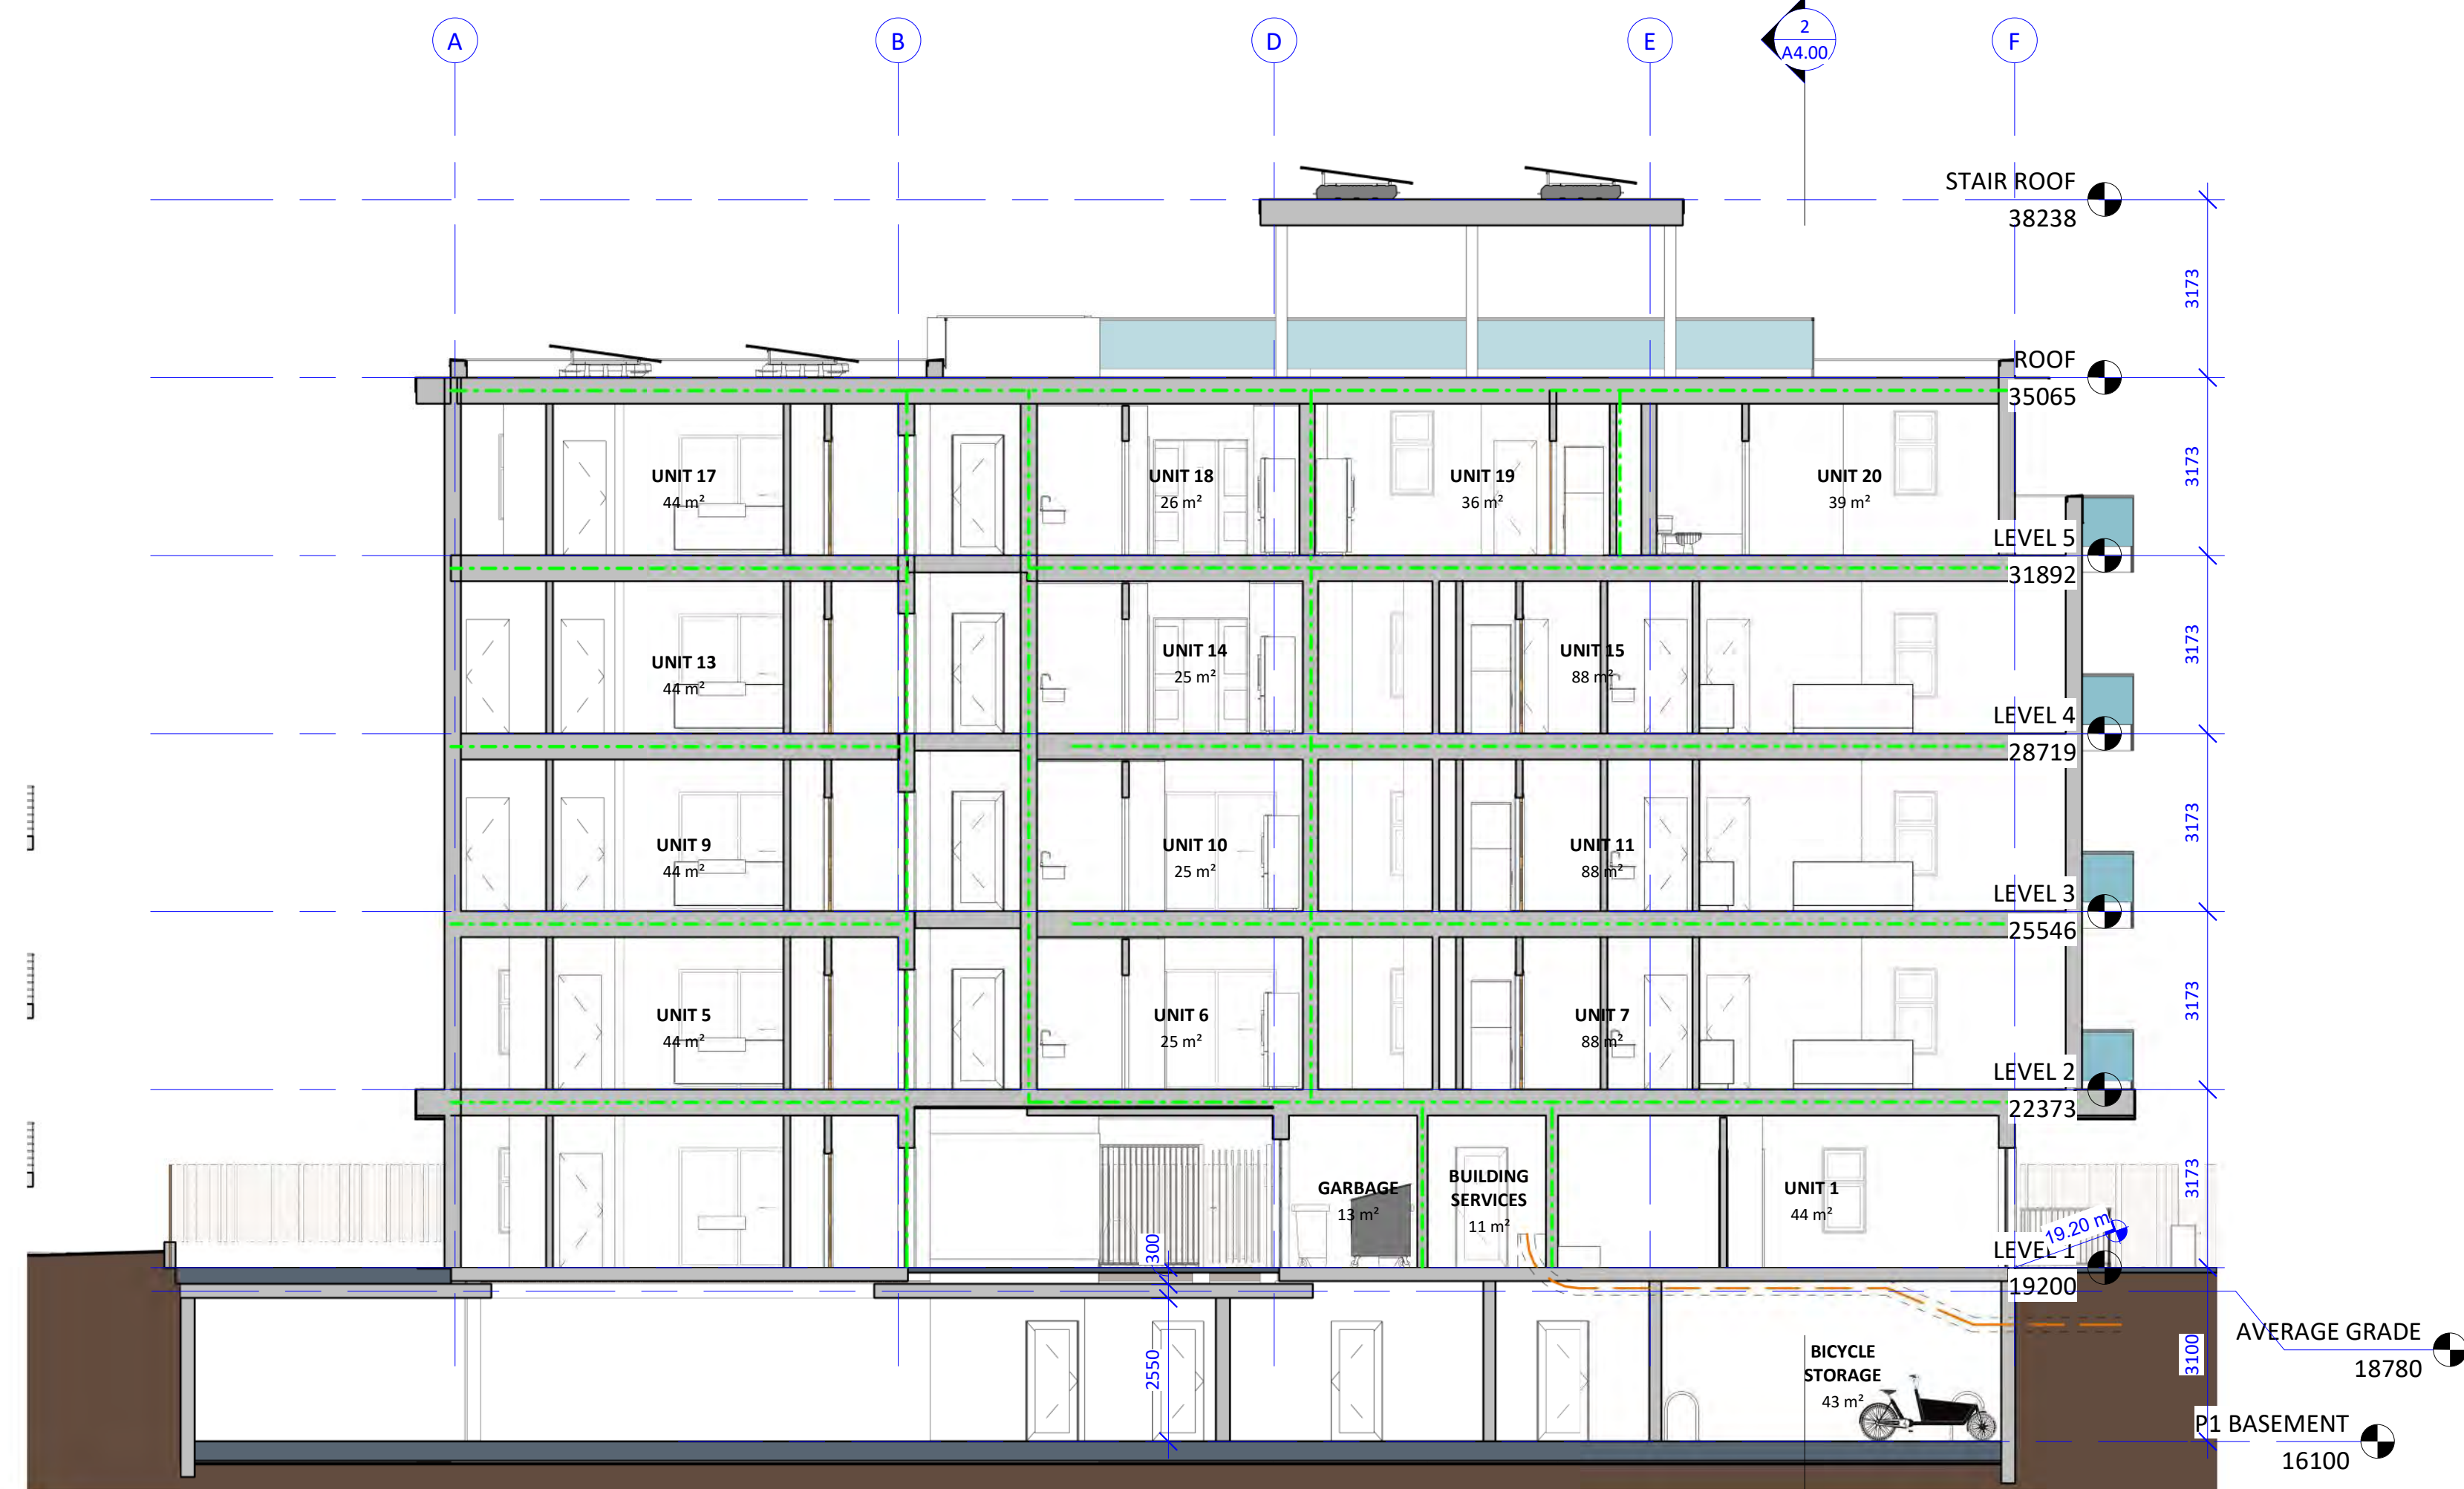 A
B
D
E
2
A4.00
F
STAIR ROOF
38238
3173
ROOF
35065
UNIT 17
44 m²
UNIT 18
26 m²
UNIT 19
36 m²
UNIT 20
39 m²
3173
LEVEL 5
31892
UNIT 13
44 m²
UNIT 14
25 m²
UNIT 15
88 m²
3173
LEVEL 4
28719
UNIT 9
44 m²
UNIT 10
25 m²
UNIT 11
88 m²
3173
LEVEL 3
25546
UNIT 5
44 m²
UNIT 6
25 m²
UNIT 7
88 m²
3173
LEVEL 2
22373
GARBAGE
13 m²
BUILDING
SERVICES
11 m²
UNIT 1
44 m²
3173
19.20 m
300
LEVEL 1
19200
AVERAGE GRADE
18780
2550
3100
BICYCLE
STORAGE
43 m²
P1 BASEMENT
16100